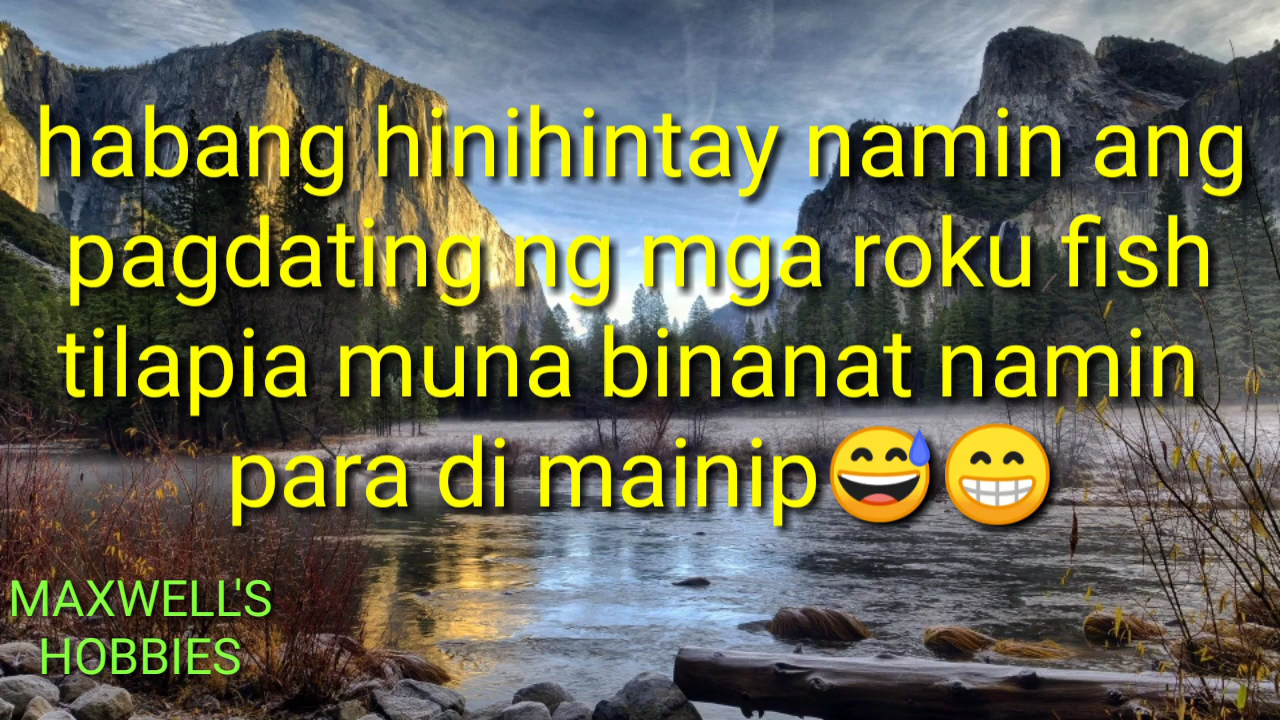 habang hinihintay namin ang
pagdating ng mga roku fish
tilapia muna binanat namin
para di mainip😅😁
MAXWELL'S
HOBBIES